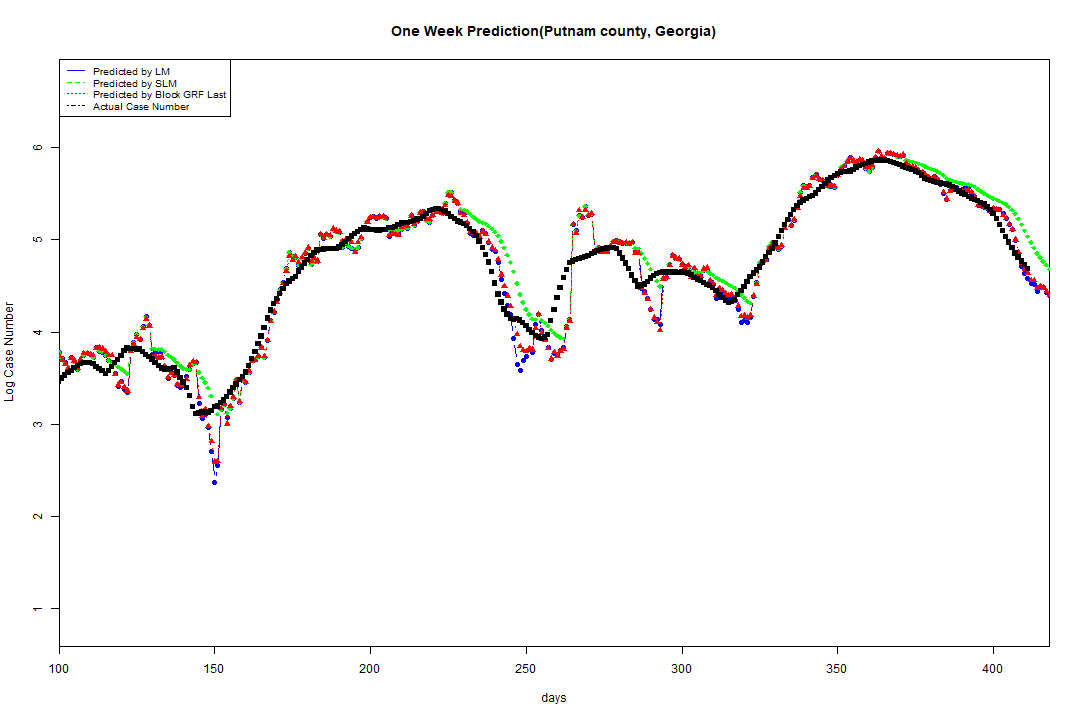 One Week Prediction(Putnam county, Georgia)
Predicted by LM
Predicted by SLM
Predicted by Block GRF Last
Actual Case Number
6
5
4
3
2
1
Log Case Number
100 150 200 250 300 350 400
days